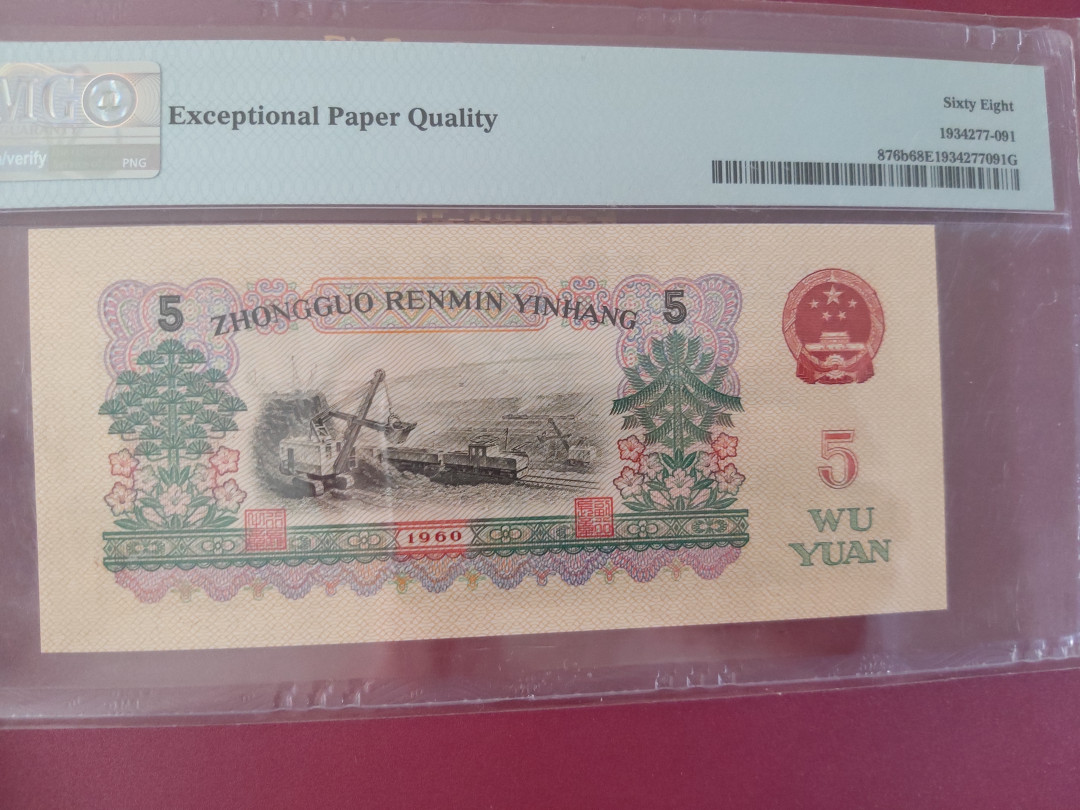 MG
/verify
PNG
Exceptional Paper Quality
Sixty Eight
1934277-091
876b68E1934277091G
5 ZHONGGUO RENMIN YINHANG 5
1960
5
WU
YUAN